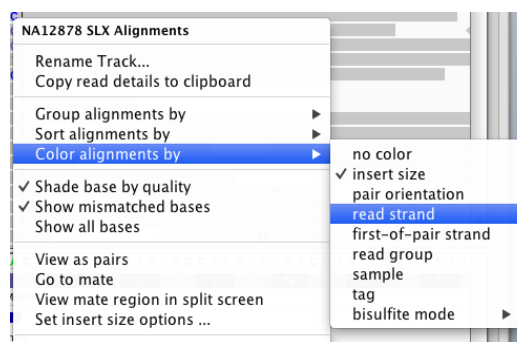 NA12878 SLX Alignments
Rename Track...
Copy read details to clipboard
Group alignments by
Sort alignments by
Color alignments by
Shade base by quality
Show mismatched bases
Show all bases
View as pairs
Go to mate
View mate region in split screen
Set insert size options ...
no color
insert size
pair orientation
read strand
first-of-pair strand
read group
sample
tag
bisulfite mode